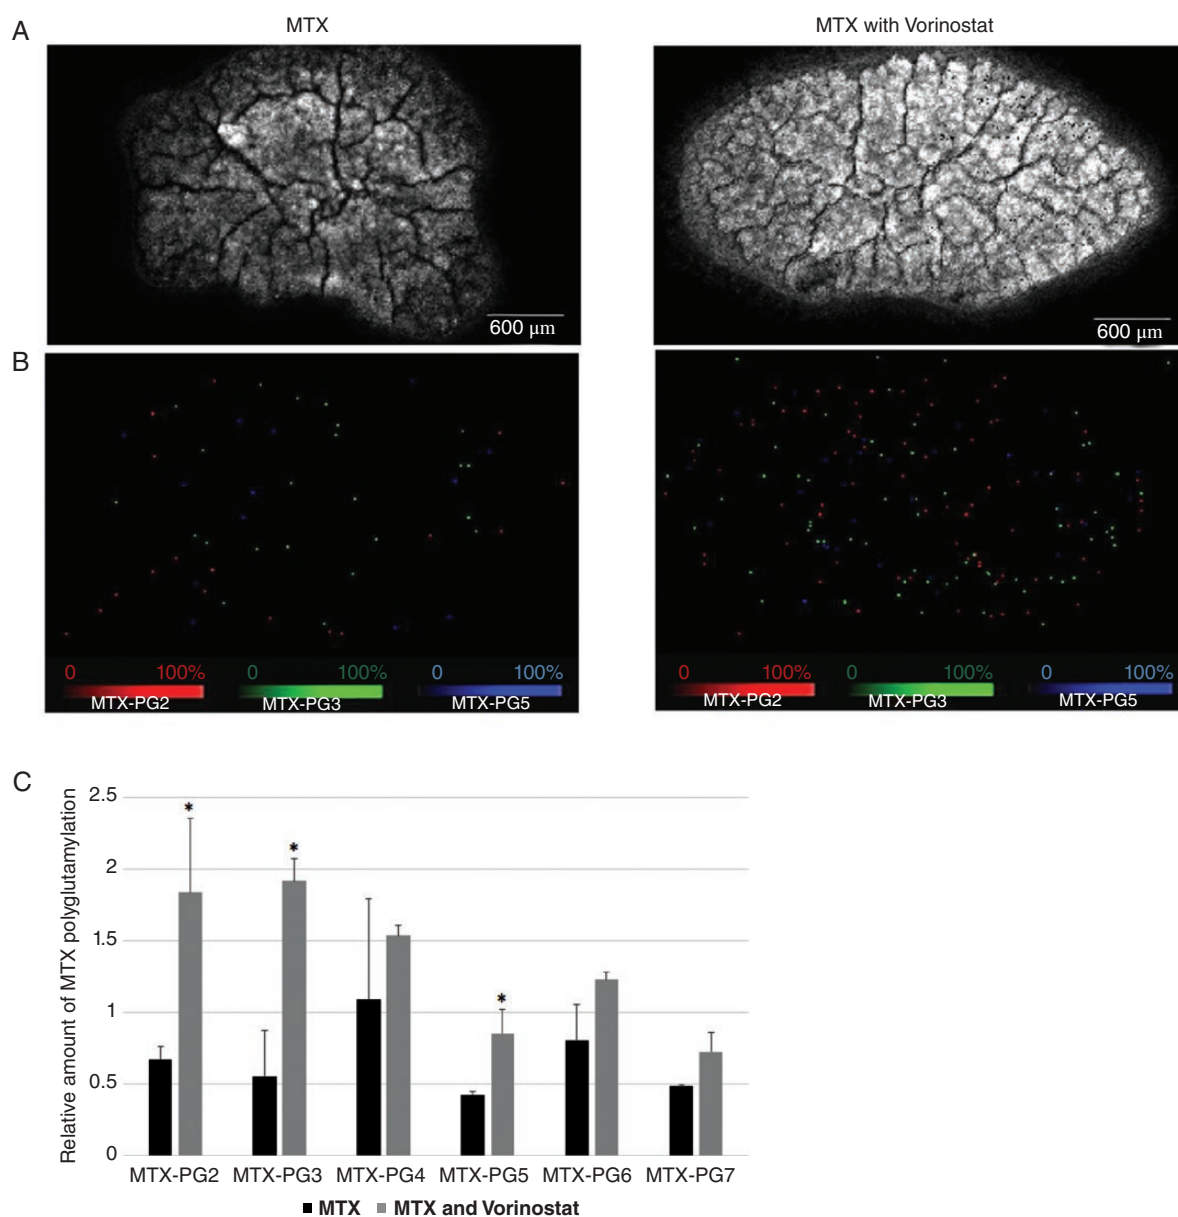 MTX
MTX with Vorinostat
A
600 µm
600 µm
B
0 100% 0 100% 0 100%
MTX-PG2 MTX-PG3 MTX-PG5
0 100% 0 100% 0 100%
MTX-PG2 MTX-PG3 MTX-PG5
C
Relative amount of MTX polyglutamylation
2.5
2
1.5
1
0.5
0
*
*
*
MTX-PG2 MTX-PG3 MTX-PG4 MTX-PG5 MTX-PG6 MTX-PG7
MTX MTX and Vorinostat